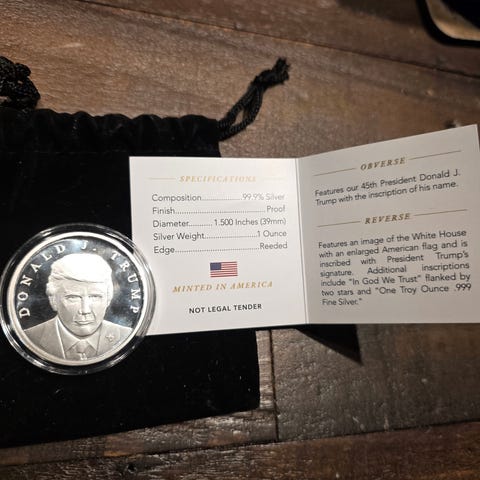 DONALD J. TRUMP
SPECIFICATIONS
Composition..................99.9% Silver
Finish....................................Proof
Diameter.........1.500 Inches (39mm)
Silver Weight.....................1 Ounce
Edge..................................Reeded
MINTED IN AMERICA
NOT LEGAL TENDER
OBVERSE
Features our 45th President Donald J.
Trump with the inscription of his name.
REVERSE
Features an image of the White House
with an enlarged American flag and is
inscribed with President Trump's
signature. Additional inscriptions
include "In God We Trust" flanked by
two stars and "One Troy Ounce .999
Fine Silver."